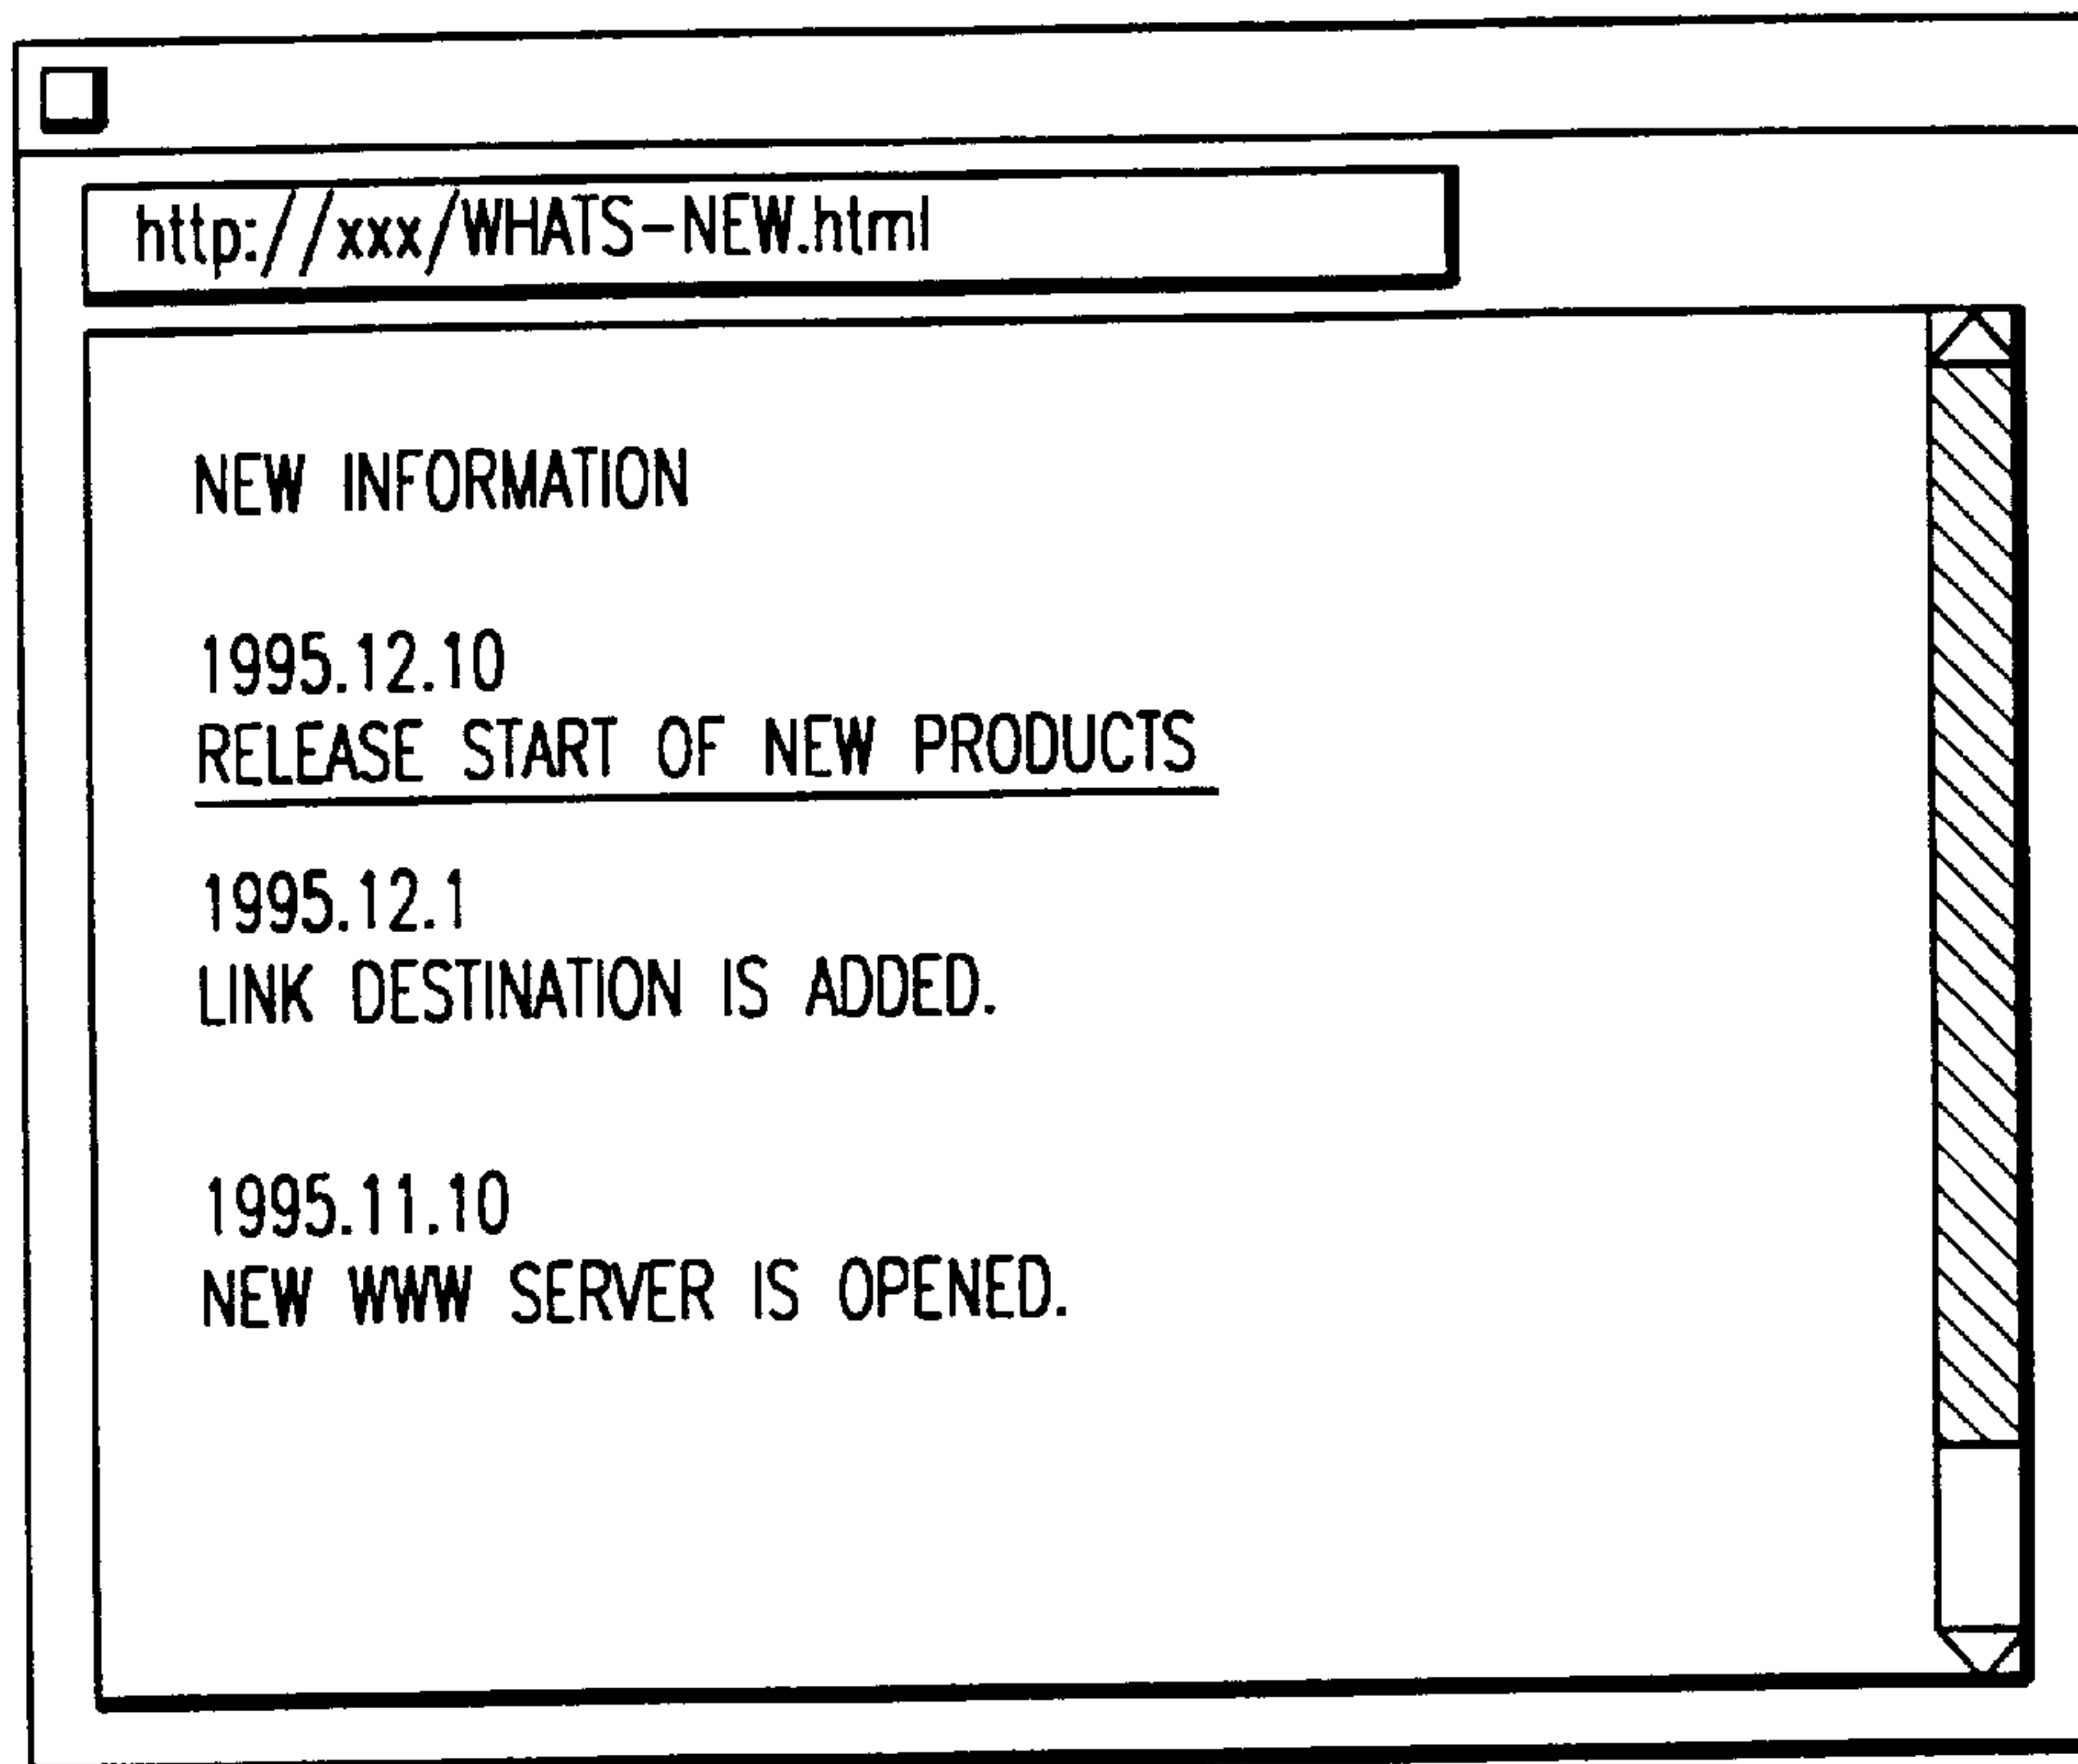 http://xxx/WHATS-NEW.html
NEW INFORMATION
1995.12.10
RELEASE START OF NEW PRODUCTS
1995.12.1
LINK DESTINATION IS ADDED.
1995.11.10
NEW WWW SERVER IS OPENED.